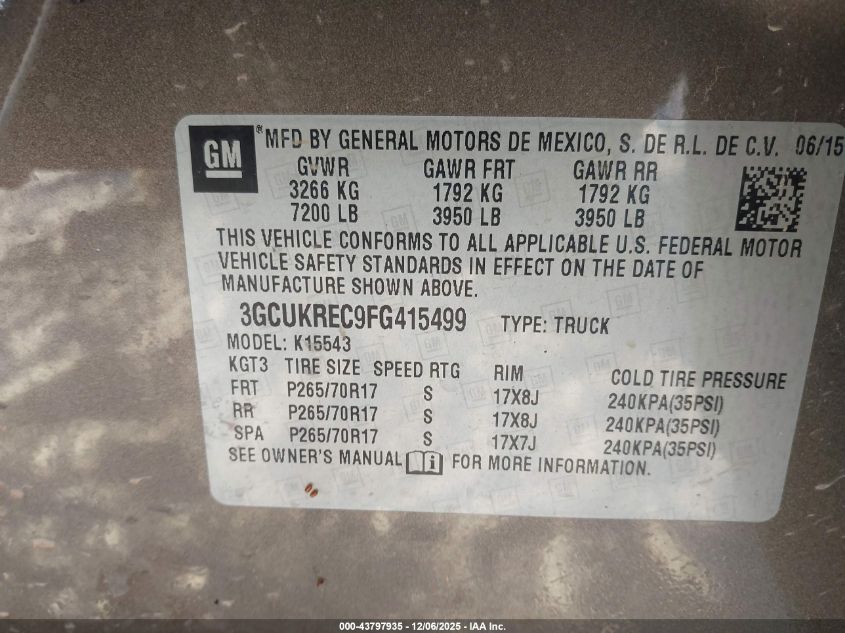 GM ® MFD BY GENERAL MOTORS DE MEXICO, S. DE R.L. DE C.V. 06/15
GVWR GAWR FRT GAWR RR
3266 KG 1792 KG 1792 KG
7200 LB 3950 LB 3950 LB
THIS VEHICLE CONFORMS TO ALL APPLICABLE U.S. FEDERAL MOTOR
VEHICLE SAFETY STANDARDS IN EFFECT ON THE DATE OF
MANUFACTURE SHOWN ABOVE.
3GCUKREC9FG415499 TYPE: TRUCK
MODEL: K15543
KGT3 TIRE SIZE SPEED RTG RIM COLD TIRE PRESSURE
FRT P265/70R17 S 17X8J 240KPA(35PSI)
RR P265/70R17 S 17X8J 240KPA(35PSI)
SPA P265/70R17 S 17X7J 240KPA(35PSI)
SEE OWNER'S MANUAL FOR MORE INFORMATION.
000-43797935 - 12/06/2025 - IAA Inc.